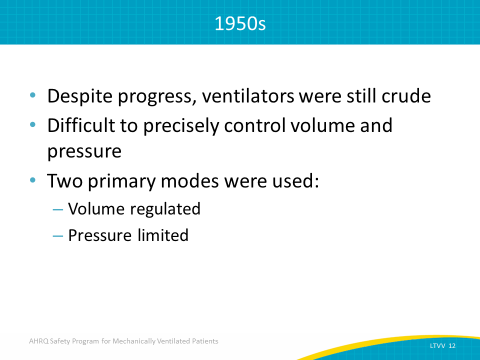 1950s
• Despite progress, ventilators were still crude
• Difficult to precisely control volume and
pressure
• Two primary modes were used:
– Volume regulated
– Pressure limited
AHRQ Safety Program for Mechanically Ventilated Patients
LTVV 12